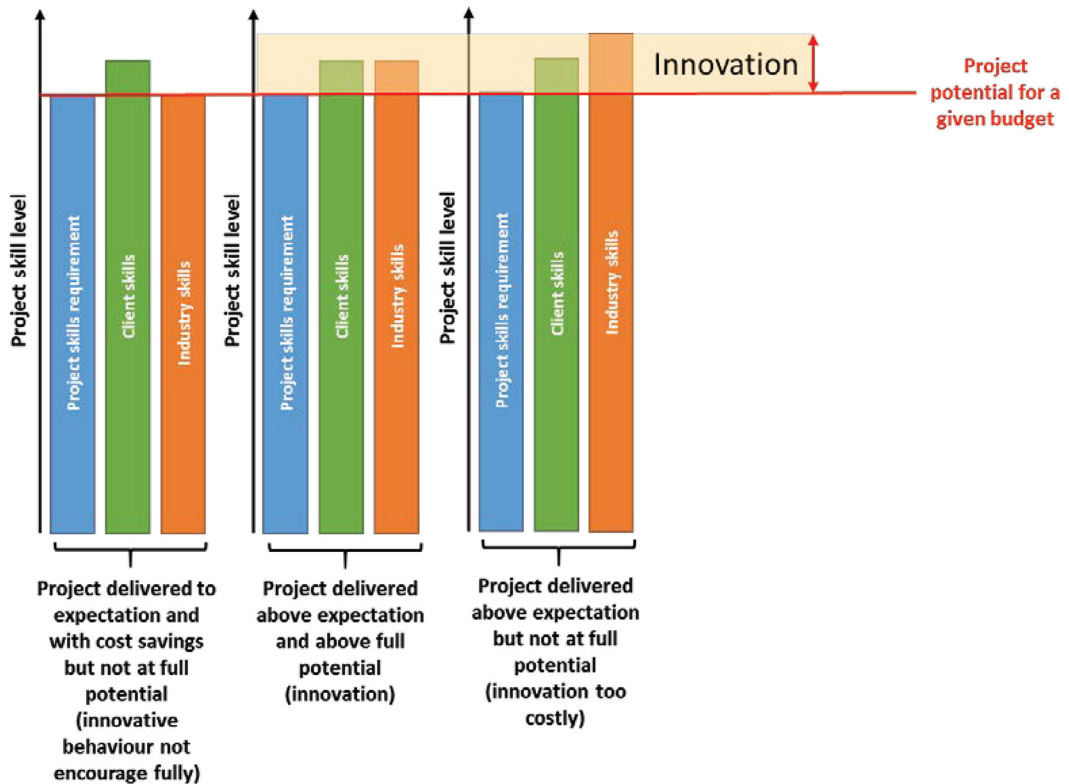 Innovation
Project
potential for a
given budget
Project skill level
Project skills requirement
Client skills
Industry skills
Project skill level
Project skills requirement
Client skills
Industry skills
Project skill level
Project skills requirement
Client skills
Industry skills
Project delivered to
expectation and
with cost savings
but not at full
potential
(innovative
behaviour not
encourage fully)
Project delivered
above expectation
and above full
potential
(innovation)
Project delivered
above expectation
but not at full
potential
(innovation too
costly)